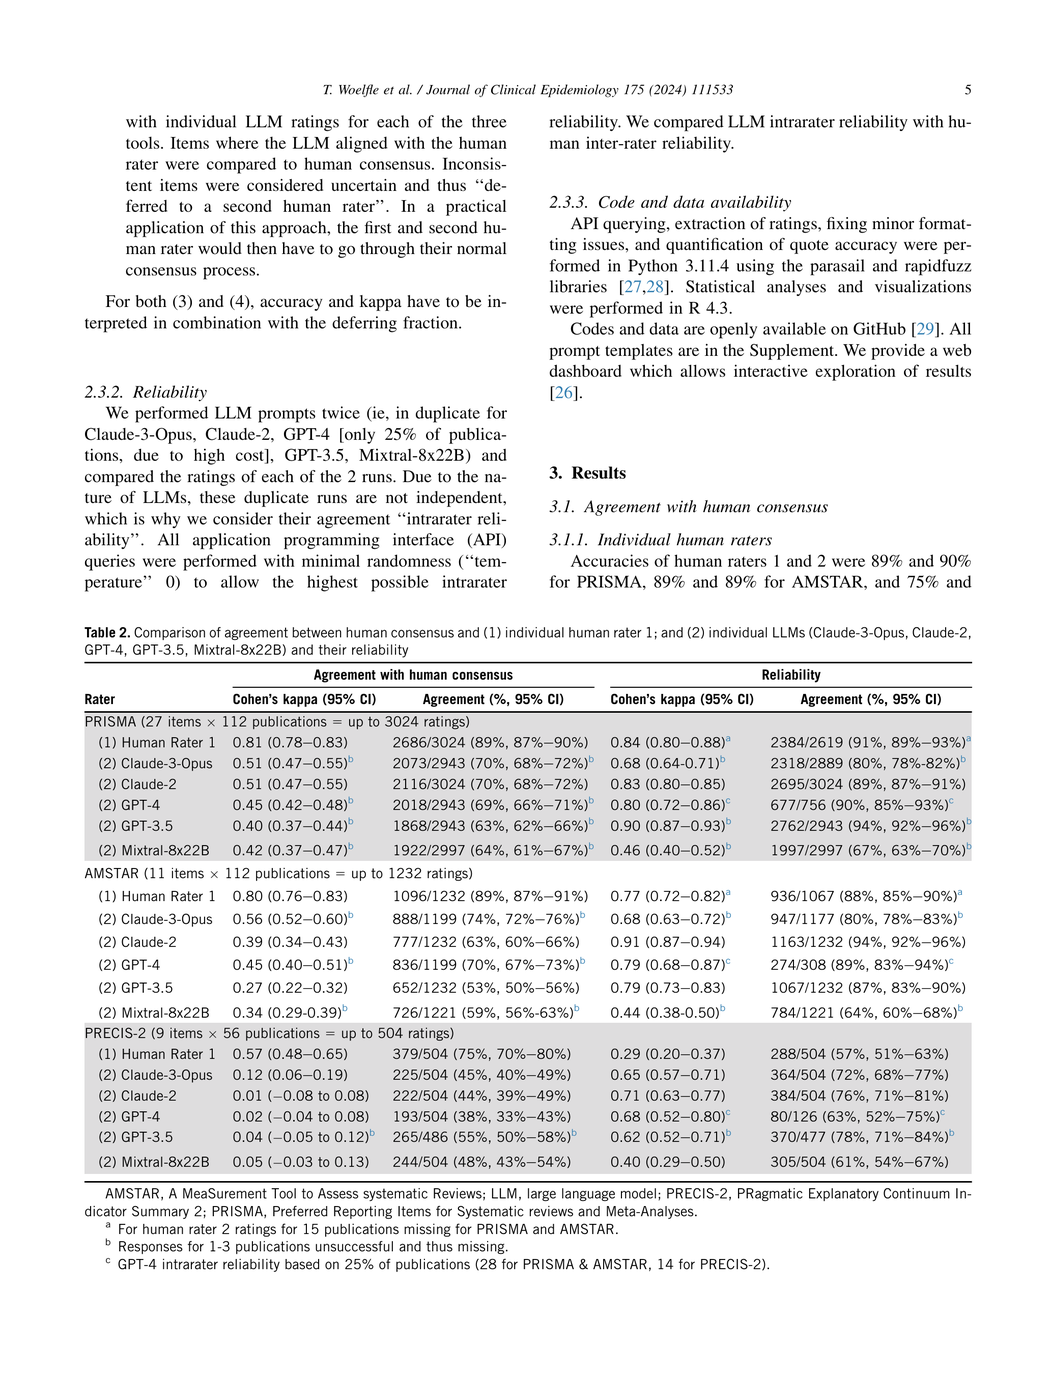 T. Woelfle et al. / Journal of Clinical Epidemiology 175 (2024) 111533
5
with individual LLM ratings for each of the three
tools. Items where the LLM aligned with the human
rater were compared to human consensus. Inconsis-
tent items were considered uncertain and thus ‘‘de-
ferred to a second human rater’’. In a practical
application of this approach, the first and second hu-
man rater would then have to go through their normal
consensus process.
For both (3) and (4), accuracy and kappa have to be in-
terpreted in combination with the deferring fraction.
2.3.2. Reliability
We performed LLM prompts twice (ie, in duplicate for
Claude-3-Opus, Claude-2, GPT-4 [only 25% of publica-
tions, due to high cost], GPT-3.5, Mixtral-8x22B) and
compared the ratings of each of the 2 runs. Due to the na-
ture of LLMs, these duplicate runs are not independent,
which is why we consider their agreement ‘‘intrarater reli-
ability’’. All application programming interface (API)
queries were performed with minimal randomness (‘‘tem-
perature’’ 0) to allow the highest possible intrarater
reliability. We compared LLM intrarater reliability with hu-
man inter-rater reliability.
2.3.3. Code and data availability
API querying, extraction of ratings, fixing minor format-
ting issues, and quantification of quote accuracy were per-
formed in Python 3.11.4 using the parasail and rapidfuzz
libraries [27,28]. Statistical analyses and visualizations
were performed in R 4.3.
Codes and data are openly available on GitHub [29]. All
prompt templates are in the Supplement. We provide a web
dashboard which allows interactive exploration of results
[26].
3. Results
3.1. Agreement with human consensus
3.1.1. Individual human raters
Accuracies of human raters 1 and 2 were 89% and 90%
for PRISMA, 89% and 89% for AMSTAR, and 75% and
Table 2. Comparison of agreement between human consensus and (1) individual human rater 1; and (2) individual LLMs (Claude-3-Opus, Claude-2,
GPT-4, GPT-3.5, Mixtral-8x22B) and their reliability
Agreement with human consensus Reliability
Rater Cohen’s kappa (95% CI) Agreement (%, 95% CI) Cohen’s kappa (95% CI) Agreement (%, 95% CI)
PRISMA (27 items × 112 publications = up to 3024 ratings)
(1) Human Rater 1 0.81 (0.78–0.83) 2686/3024 (89%, 87%–90%) 0.84 (0.80–0.88)a 2384/2619 (91%, 89%–93%)a
(2) Claude-3-Opus 0.51 (0.47–0.55)b 2073/2943 (70%, 68%–72%)b 0.68 (0.64-0.71)b 2318/2889 (80%, 78%-82%)b
(2) Claude-2 0.51 (0.47–0.55) 2116/3024 (70%, 68%–72%) 0.83 (0.80–0.85) 2695/3024 (89%, 87%–91%)
(2) GPT-4 0.45 (0.42–0.48)b 2018/2943 (69%, 66%–71%)b 0.80 (0.72–0.86)c 677/756 (90%, 85%–93%)c
(2) GPT-3.5 0.40 (0.37–0.44)b 1868/2943 (63%, 62%–66%)b 0.90 (0.87–0.93)b 2762/2943 (94%, 92%–96%)b
(2) Mixtral-8x22B 0.42 (0.37–0.47)b 1922/2997 (64%, 61%–67%)b 0.46 (0.40–0.52)b 1997/2997 (67%, 63%–70%)b
AMSTAR (11 items × 112 publications = up to 1232 ratings)
(1) Human Rater 1 0.80 (0.76–0.83) 1096/1232 (89%, 87%–91%) 0.77 (0.72–0.82)a 936/1067 (88%, 85%–90%)a
(2) Claude-3-Opus 0.56 (0.52–0.60)b 888/1199 (74%, 72%–76%)b 0.68 (0.63–0.72)b 947/1177 (80%, 78%–83%)b
(2) Claude-2 0.39 (0.34–0.43) 777/1232 (63%, 60%–66%) 0.91 (0.87–0.94) 1163/1232 (94%, 92%–96%)
(2) GPT-4 0.45 (0.40–0.51)b 836/1199 (70%, 67%–73%)b 0.79 (0.68–0.87)c 274/308 (89%, 83%–94%)c
(2) GPT-3.5 0.27 (0.22–0.32) 652/1232 (53%, 50%–56%) 0.79 (0.73–0.83) 1067/1232 (87%, 83%–90%)
(2) Mixtral-8x22B 0.34 (0.29-0.39)b 726/1221 (59%, 56%-63%)b 0.44 (0.38-0.50)b 784/1221 (64%, 60%–68%)b
PRECIS-2 (9 items × 56 publications = up to 504 ratings)
(1) Human Rater 1 0.57 (0.48–0.65) 379/504 (75%, 70%–80%) 0.29 (0.20–0.37) 288/504 (57%, 51%–63%)
(2) Claude-3-Opus 0.12 (0.06–0.19) 225/504 (45%, 40%–49%) 0.65 (0.57–0.71) 364/504 (72%, 68%–77%)
(2) Claude-2 0.01 (−0.08 to 0.08) 222/504 (44%, 39%–49%) 0.71 (0.63–0.77) 384/504 (76%, 71%–81%)
(2) GPT-4 0.02 (−0.04 to 0.08) 193/504 (38%, 33%–43%) 0.68 (0.52–0.80)c 80/126 (63%, 52%–75%)c
(2) GPT-3.5 0.04 (−0.05 to 0.12)b 265/486 (55%, 50%–58%)b 0.62 (0.52–0.71)b 370/477 (78%, 71%–84%)b
(2) Mixtral-8x22B 0.05 (−0.03 to 0.13) 244/504 (48%, 43%–54%) 0.40 (0.29–0.50) 305/504 (61%, 54%–67%)
AMSTAR, A MeaSurement Tool to Assess systematic Reviews; LLM, large language model; PRECIS-2, PRagmatic Explanatory Continuum In-
dicator Summary 2; PRISMA, Preferred Reporting Items for Systematic reviews and Meta-Analyses.
a For human rater 2 ratings for 15 publications missing for PRISMA and AMSTAR.
b Responses for 1-3 publications unsuccessful and thus missing.
c GPT-4 intrarater reliability based on 25% of publications (28 for PRISMA & AMSTAR, 14 for PRECIS-2).